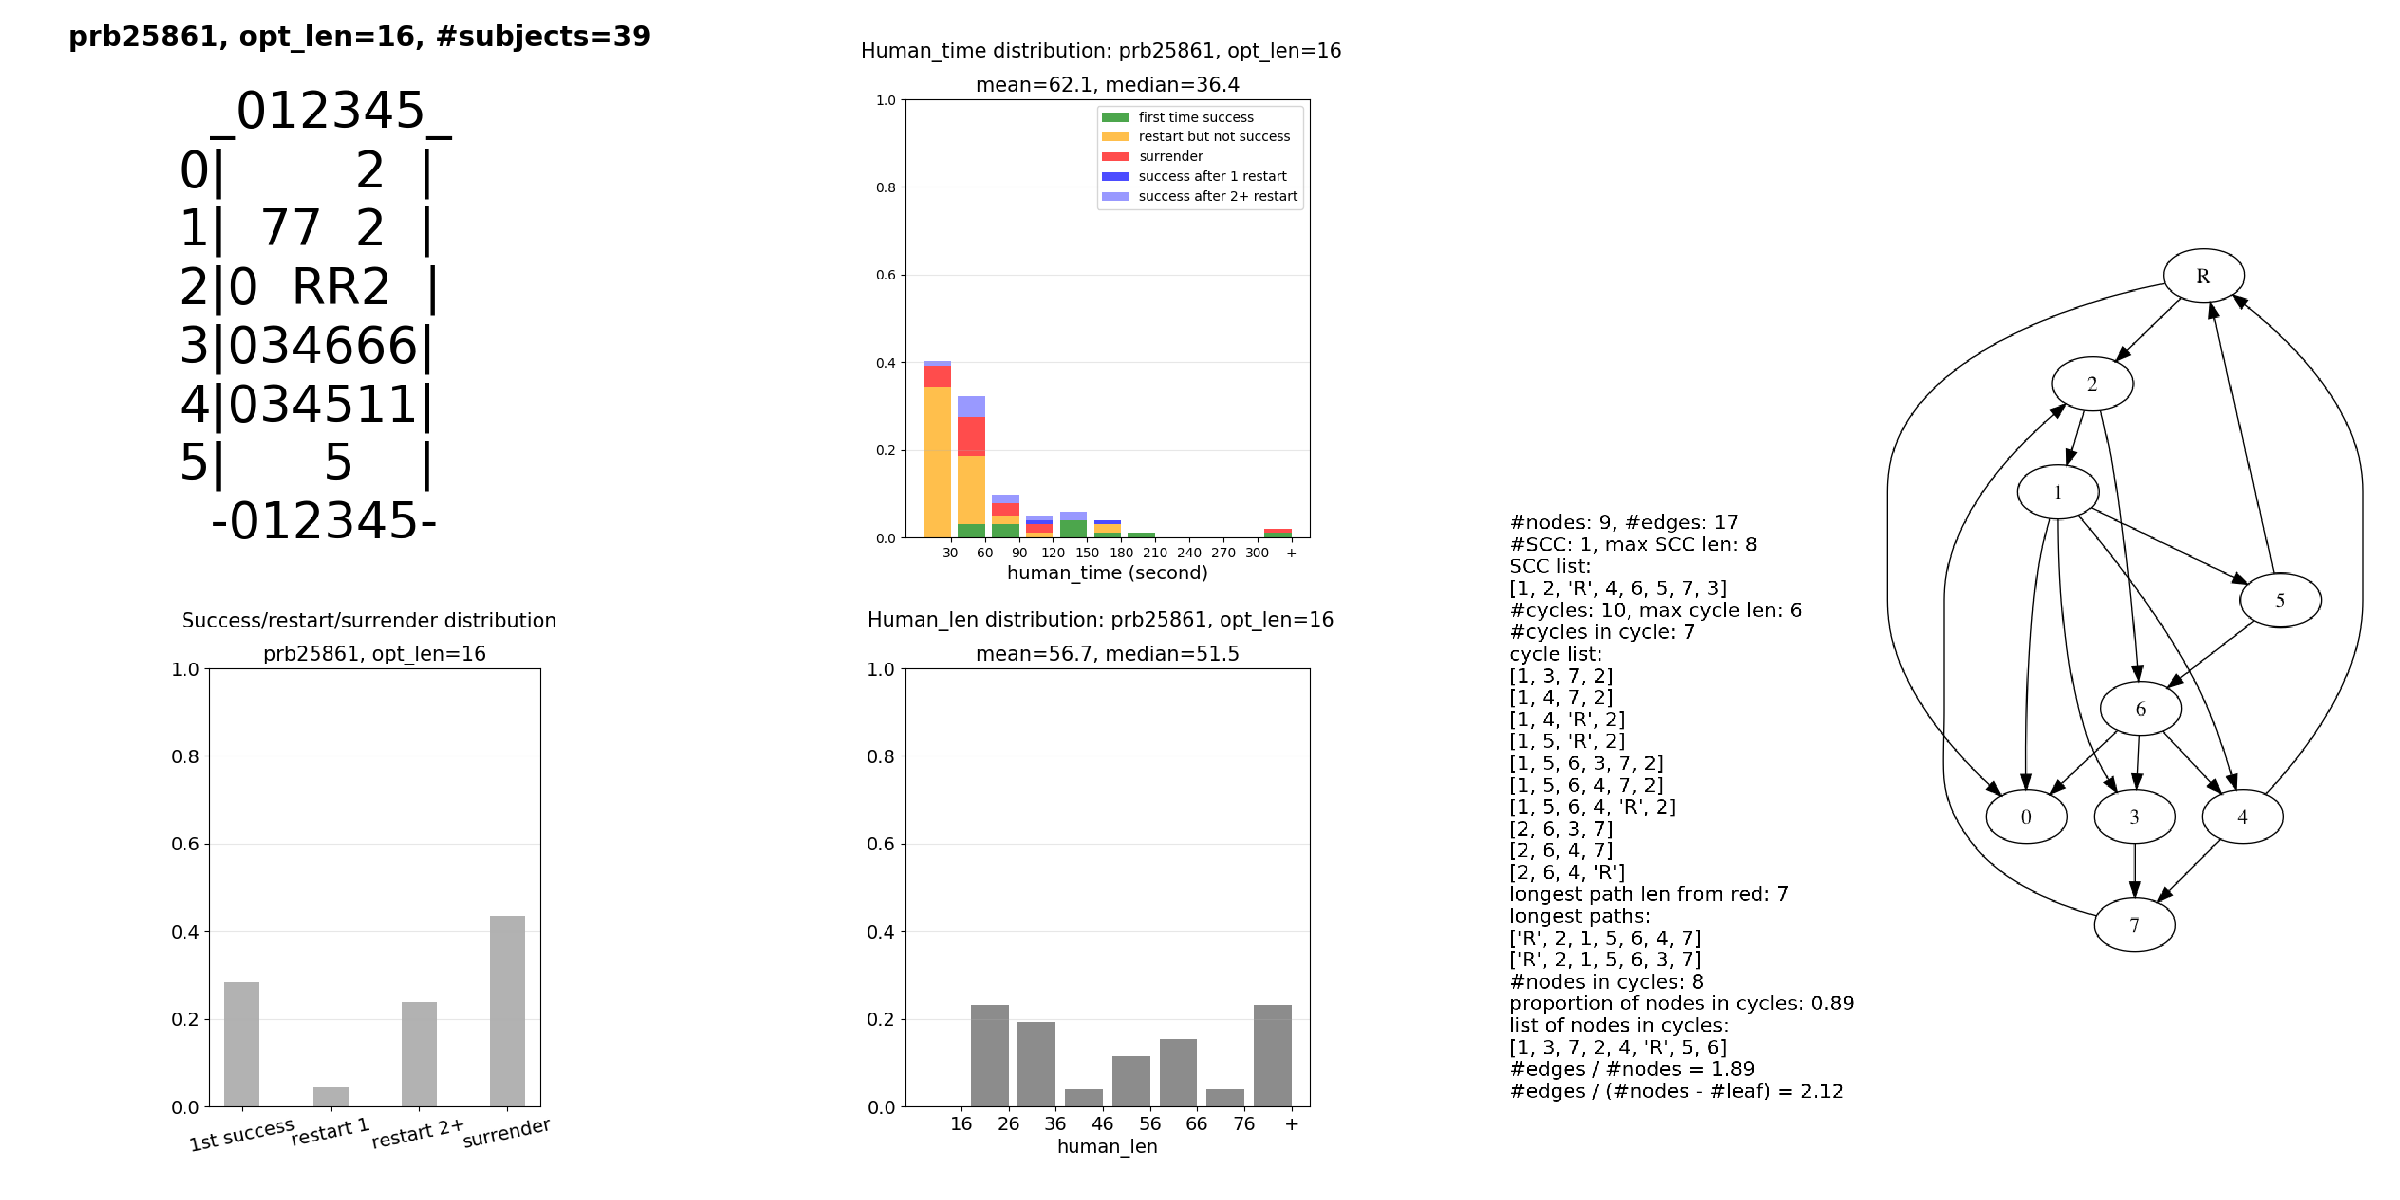 prb25861, opt_len=16, #subjects=39
_012345_
0|    2 |
1| 77 2 |
2|0 RR2 |
3|034666|
4|034511|
5|   5  |
-012345-
Human_time distribution: prb25861, opt_len=16
mean=62.1, median=36.4
1.0
0.8
0.6
0.4
0.2
0.0
first time success
restart but not success
surrender
success after 1 restart
success after 2+ restart
30 60 90 120 150 180 210 240 270 300 +
human_time (second)
Success/restart/surrender distribution
prb25861, opt_len=16
1.0
0.8
0.6
0.4
0.2
0.0
1st success restart 1 restart 2+ surrender
Human_len distribution: prb25861, opt_len=16
mean=56.7, median=51.5
1.0
0.8
0.6
0.4
0.2
0.0
16 26 36 46 56 66 76 +
human_len
#nodes: 9, #edges: 17
#SCC: 1, max SCC len: 8
SCC list:
[1, 2, 'R', 4, 6, 5, 7, 3]
#cycles: 10, max cycle len: 6
#cycles in cycle: 7
cycle list:
[1, 3, 7, 2]
[1, 4, 7, 2]
[1, 4, 'R', 2]
[1, 5, 'R', 2]
[1, 5, 6, 3, 7, 2]
[1, 5, 6, 4, 7, 2]
[1, 5, 6, 4, 'R', 2]
[2, 6, 3, 7]
[2, 6, 4, 7]
[2, 6, 4, 'R']
longest path len from red: 7
longest paths:
['R', 2, 1, 5, 6, 4, 7]
['R', 2, 1, 5, 6, 3, 7]
#nodes in cycles: 8
proportion of nodes in cycles: 0.89
list of nodes in cycles:
[1, 3, 7, 2, 4, 'R', 5, 6]
#edges / #nodes = 1.89
#edges / (#nodes - #leaf) = 2.12
R
2
1
5
6
0 3 4
7